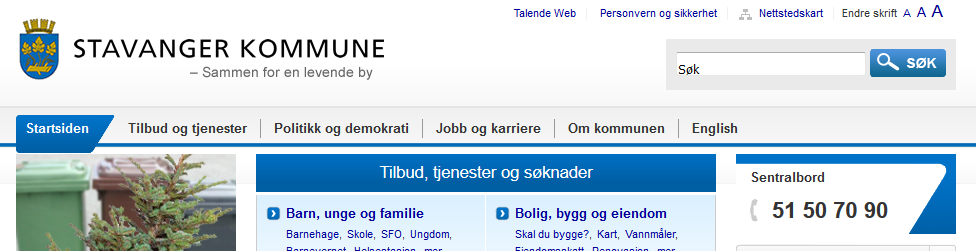 Talende Web Personvern og sikkerhet Nettstedskart Endre skrift A A A
STAVANGER KOMMUNE
– Sammen for en levende by
Søk SØK
Startsiden Tilbud og tjenester Politikk og demokrati Jobb og karriere Om kommunen English
Tilbud, tjenester og søknader
Barn, unge og familie
Barnehage, Skole, SFO, Ungdom,
Barnevernet, Helsestasjon, mer
Bolig, bygg og eiendom
Skal du bygge?, Kart, Vannmåler,
Eiendomsskatt, Renovasjon, mer
Sentralbord
51 50 70 90